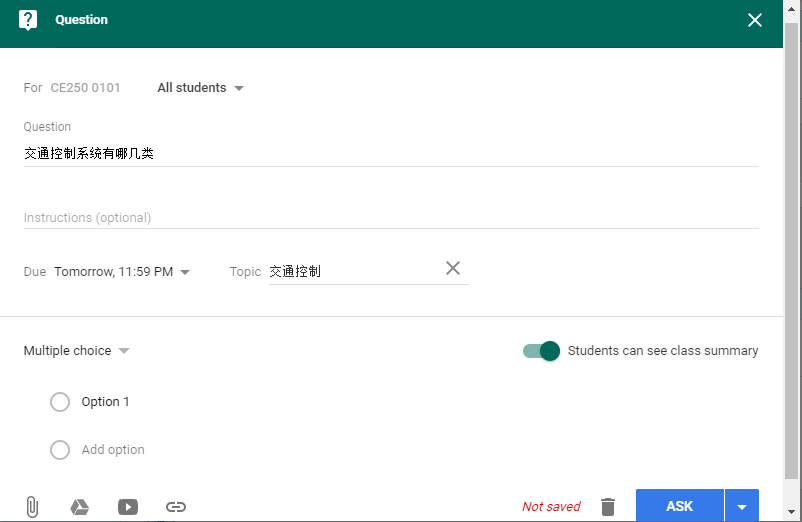 Question
For CE250 0101 All students
Question
交通控制系统有哪几类
Instructions (optional)
Due Tomorrow, 11:59 PM Topic 交通控制
Multiple choice Students can see class summary
Option 1
Add option
Not saved ASK